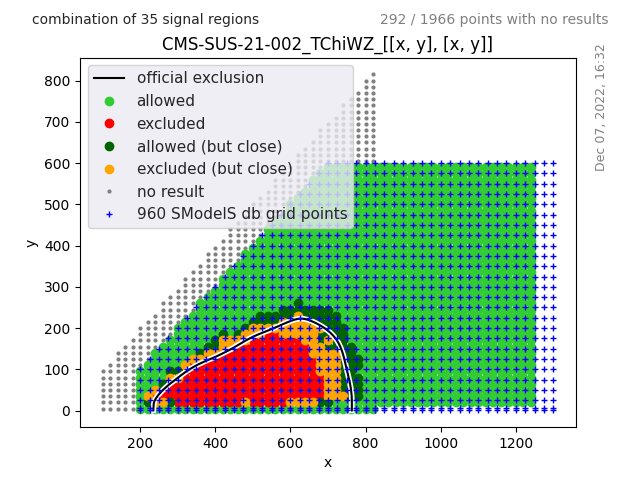 combination of 35 signal regions
292 / 1966 points with no results
CMS-SUS-21-002_TChiWZ_[[x, y], [x, y]]
Dec 07, 2022, 16:32
official exclusion
allowed
excluded
allowed (but close)
excluded (but close)
no result
960 SModelS db grid points
y
800
700
600
500
400
300
200
100
0
200 400 600 800 1000 1200
x